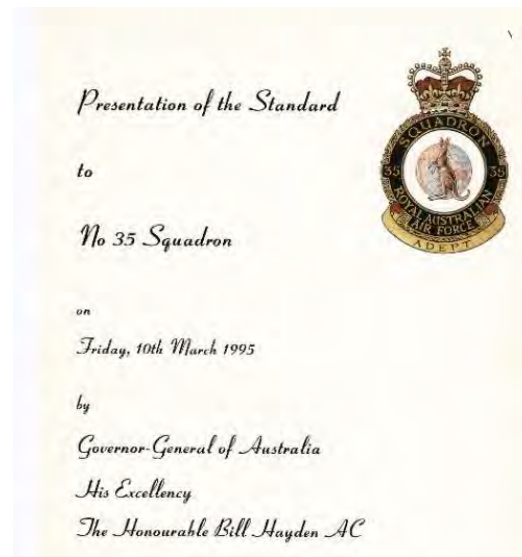 Presentation of the Standard
to
No 35 Squadron
on
Friday, 10th March 1995
by
Governor-General of Australia
His Excellency
The Honourable Bill Hayden AC
SQUADRON
35 35
ROYAL AUSTRALIAN
AIR FORCE
ADEPT